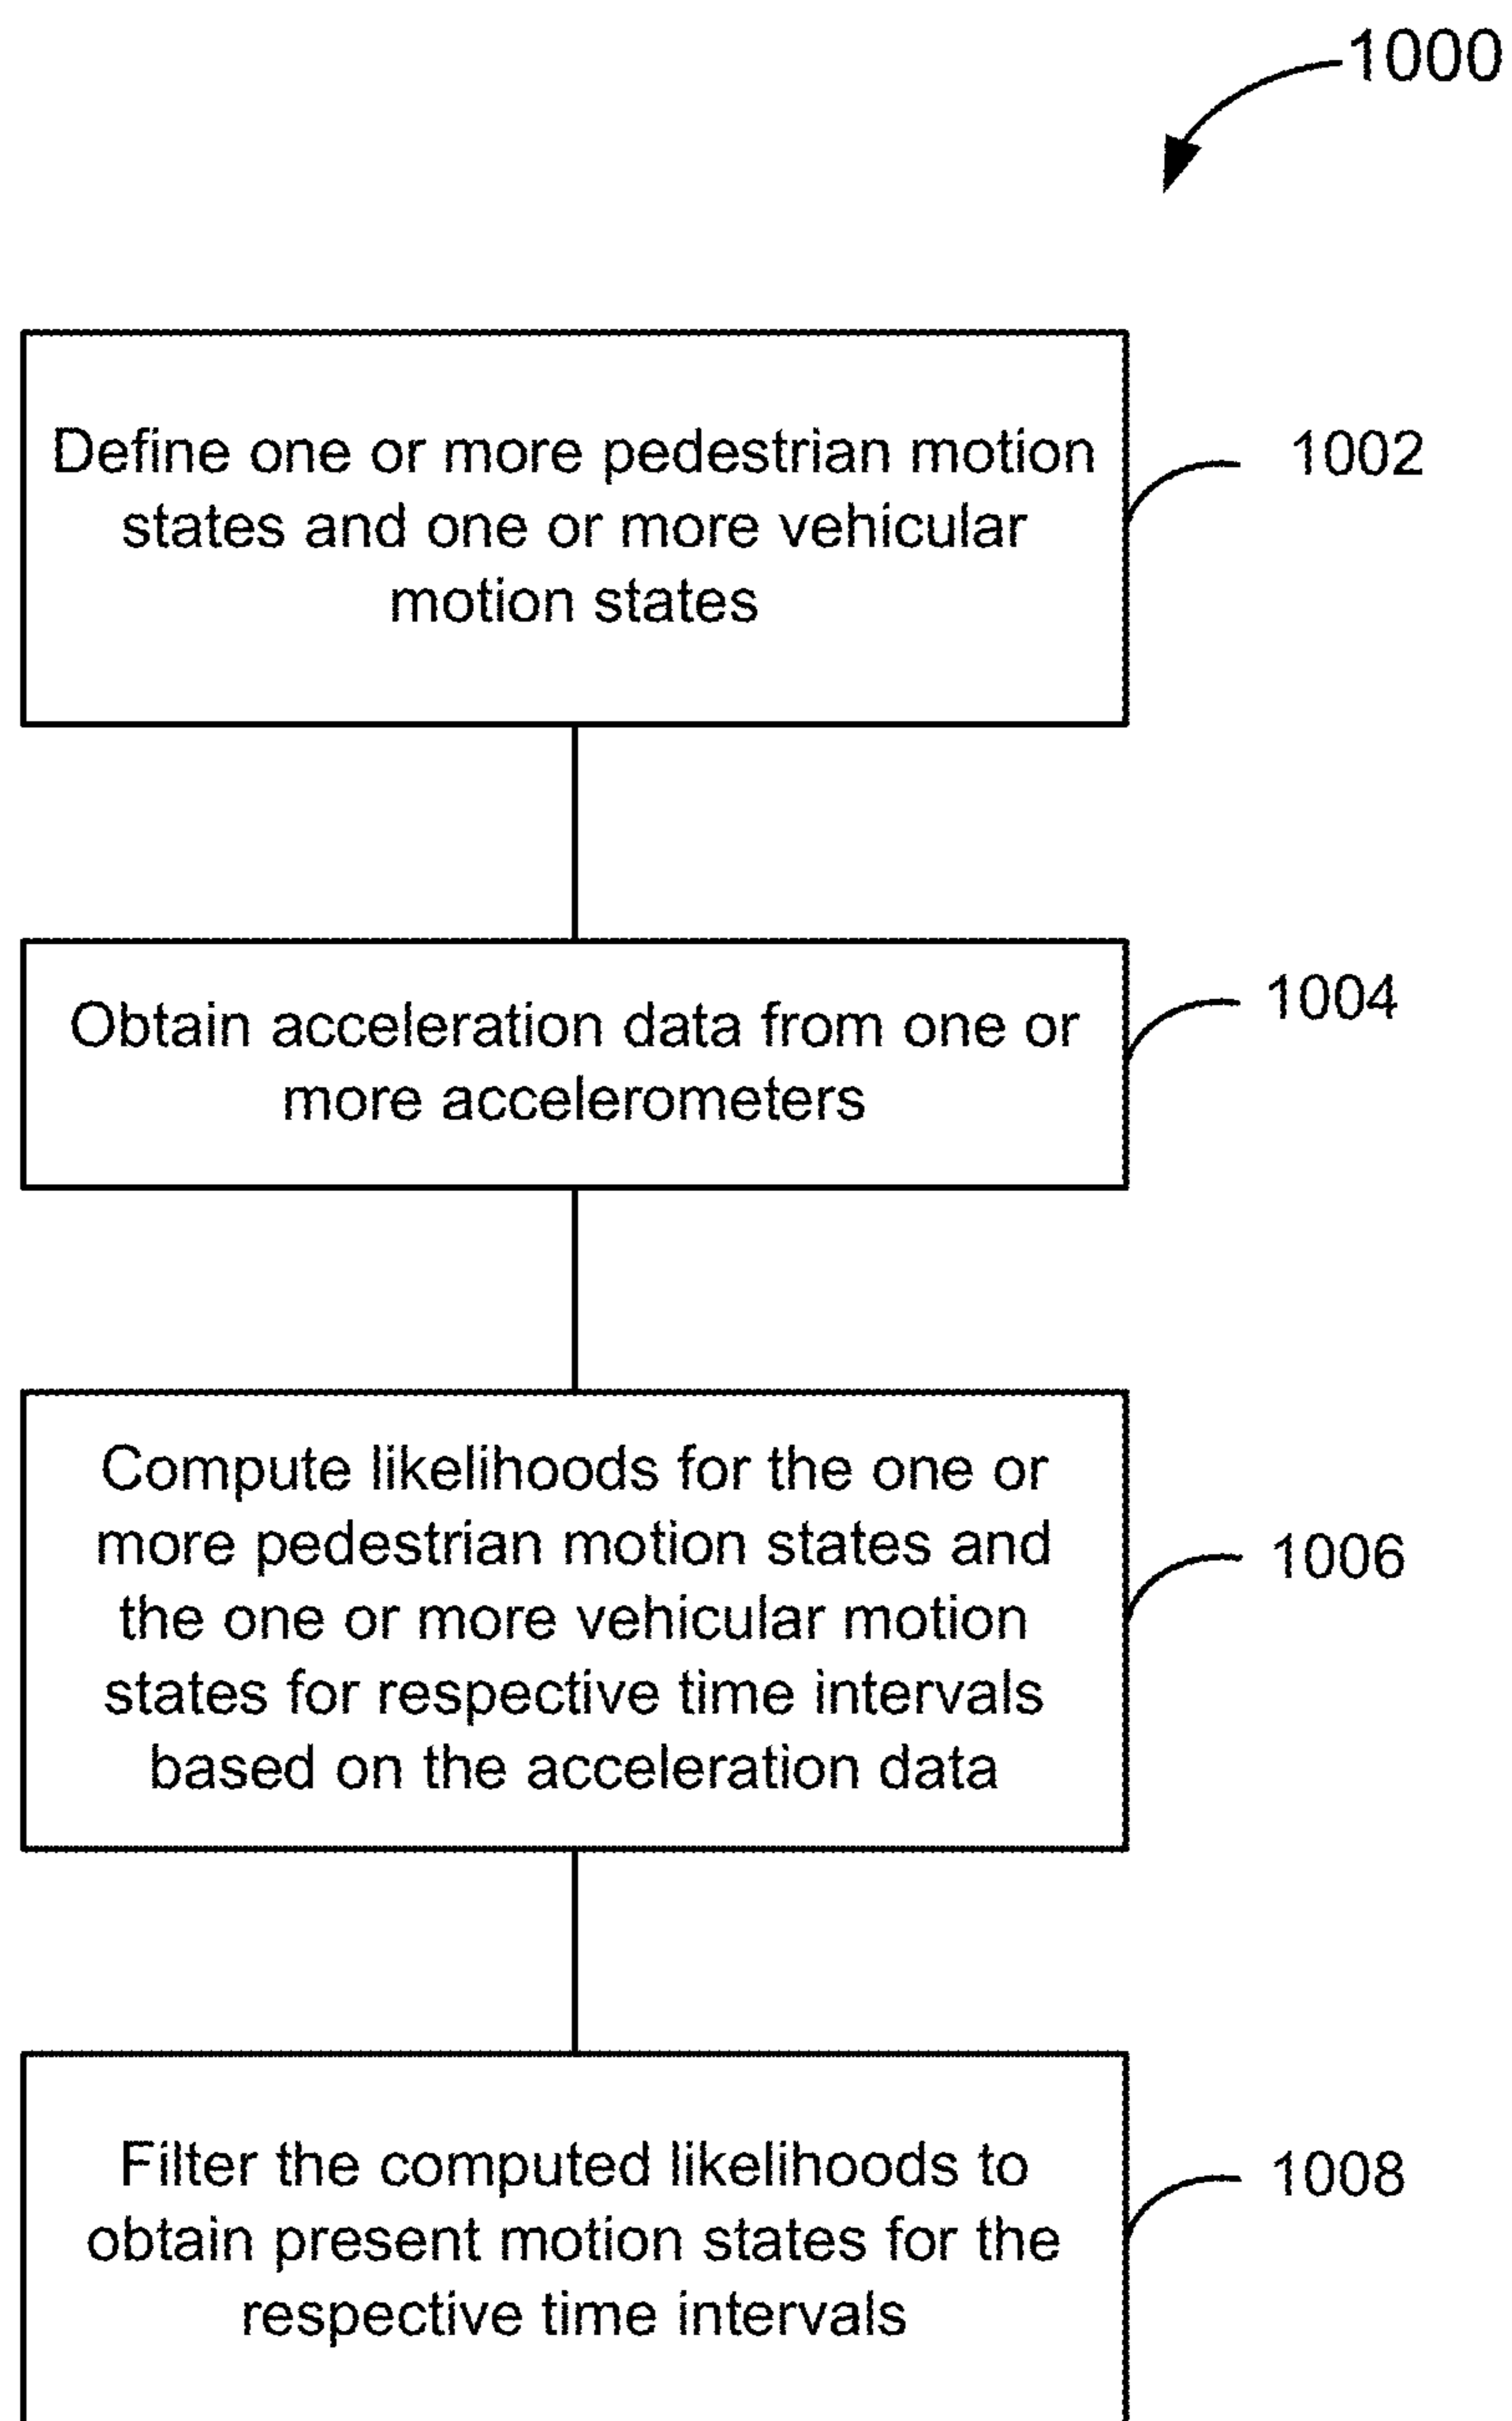 1000
Define one or more pedestrian motion
states and one or more vehicular
motion states
1002
Obtain acceleration data from one or
more accelerometers
1004
Compute likelihoods for the one or
more pedestrian motion states and
the one or more vehicular motion
states for respective time intervals
based on the acceleration data
1006
Filter the computed likelihoods to
obtain present motion states for the
respective time intervals
1008